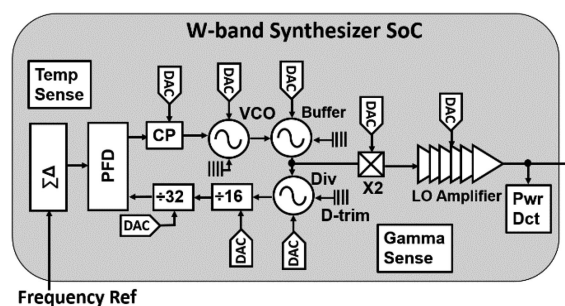 W-band Synthesizer SoC
Temp
Sense
DAC
DAC
DAC
DAC
DAC
CP
VCO
Buffer
ΣΔ
PFD
X2
LO Amplifier
÷32
÷16
Div
D-trim
Pwr
Dct
DAC
DAC
DAC
Gamma
Sense
Frequency Ref